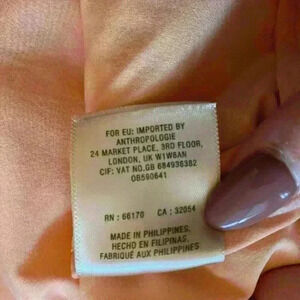 FOR EU: IMPORTED BY
ANTHROPOLOGIE
24 MARKET PLACE, 3RD FLOOR,
LONDON, UK W1W8AN
CIF: VAT NO.GB 684936382
OB590641
RN : 66170 CA : 32054
MADE IN PHILIPPINES.
HECHO EN FILIPINAS.
FABRIQUÉ AUX PHILIPPINES.